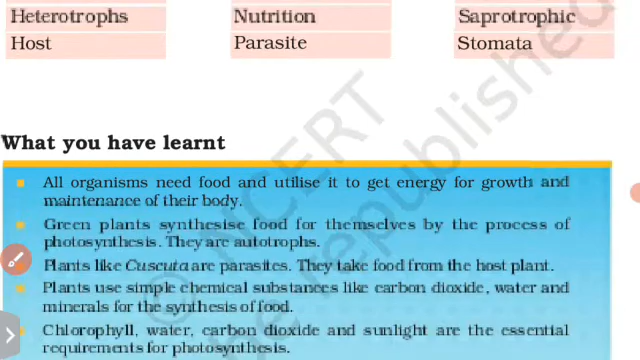 Heterotrophs Nutrition Saprotrophic
Host Parasite Stomata
What you have learnt
All organisms need food and utilise it to get energy for growth and
maintenance of their body.
Green plants synthesise food for themselves by the process of
photosynthesis. They are autotrophs.
Plants like Cuscuta are parasites. They take food from the host plant.
Plants use simple chemical substances like carbon dioxide, water and
minerals for the synthesis of food.
Chlorophyll, water, carbon dioxide and sunlight are the essential
requirements for photosynthesis.
© NCERT
be republished